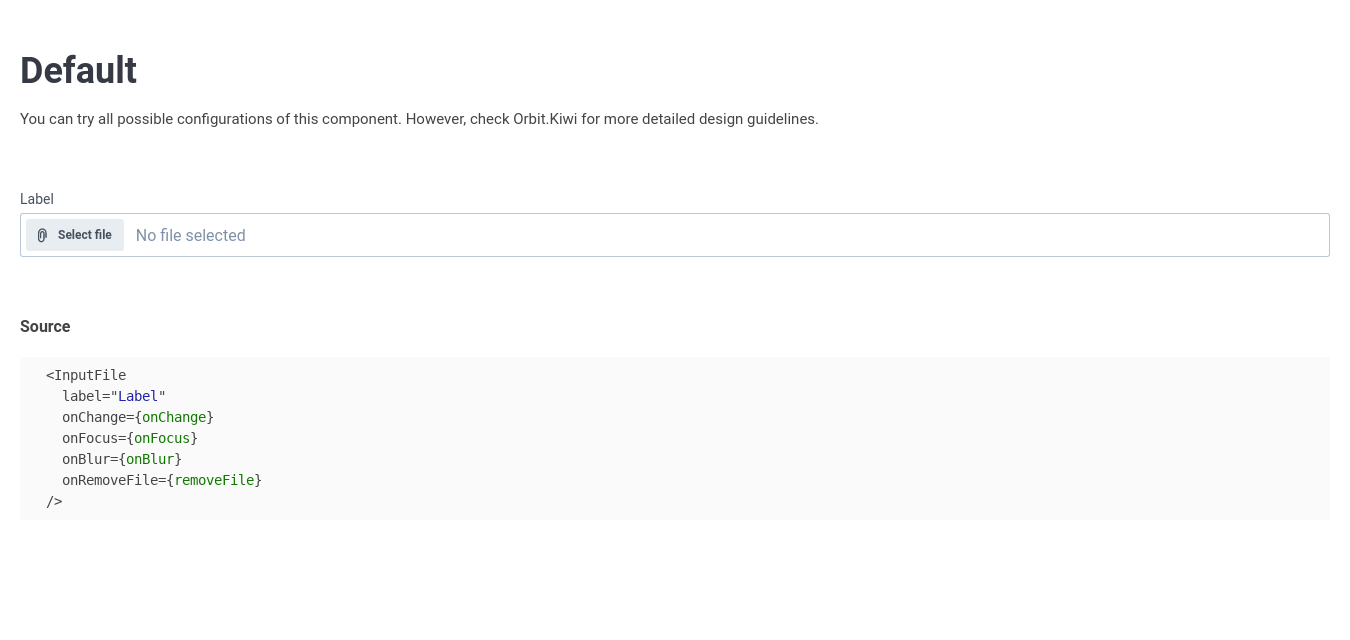 Default
You can try all possible configurations of this component. However, check Orbit.Kiwi for more detailed design guidelines.
Label
Select file No file selected
Source
<InputFile
  label="Label"
  onChange={onChange}
  onFocus={onFocus}
  onBlur={onBlur}
  onRemoveFile={removeFile}
/>